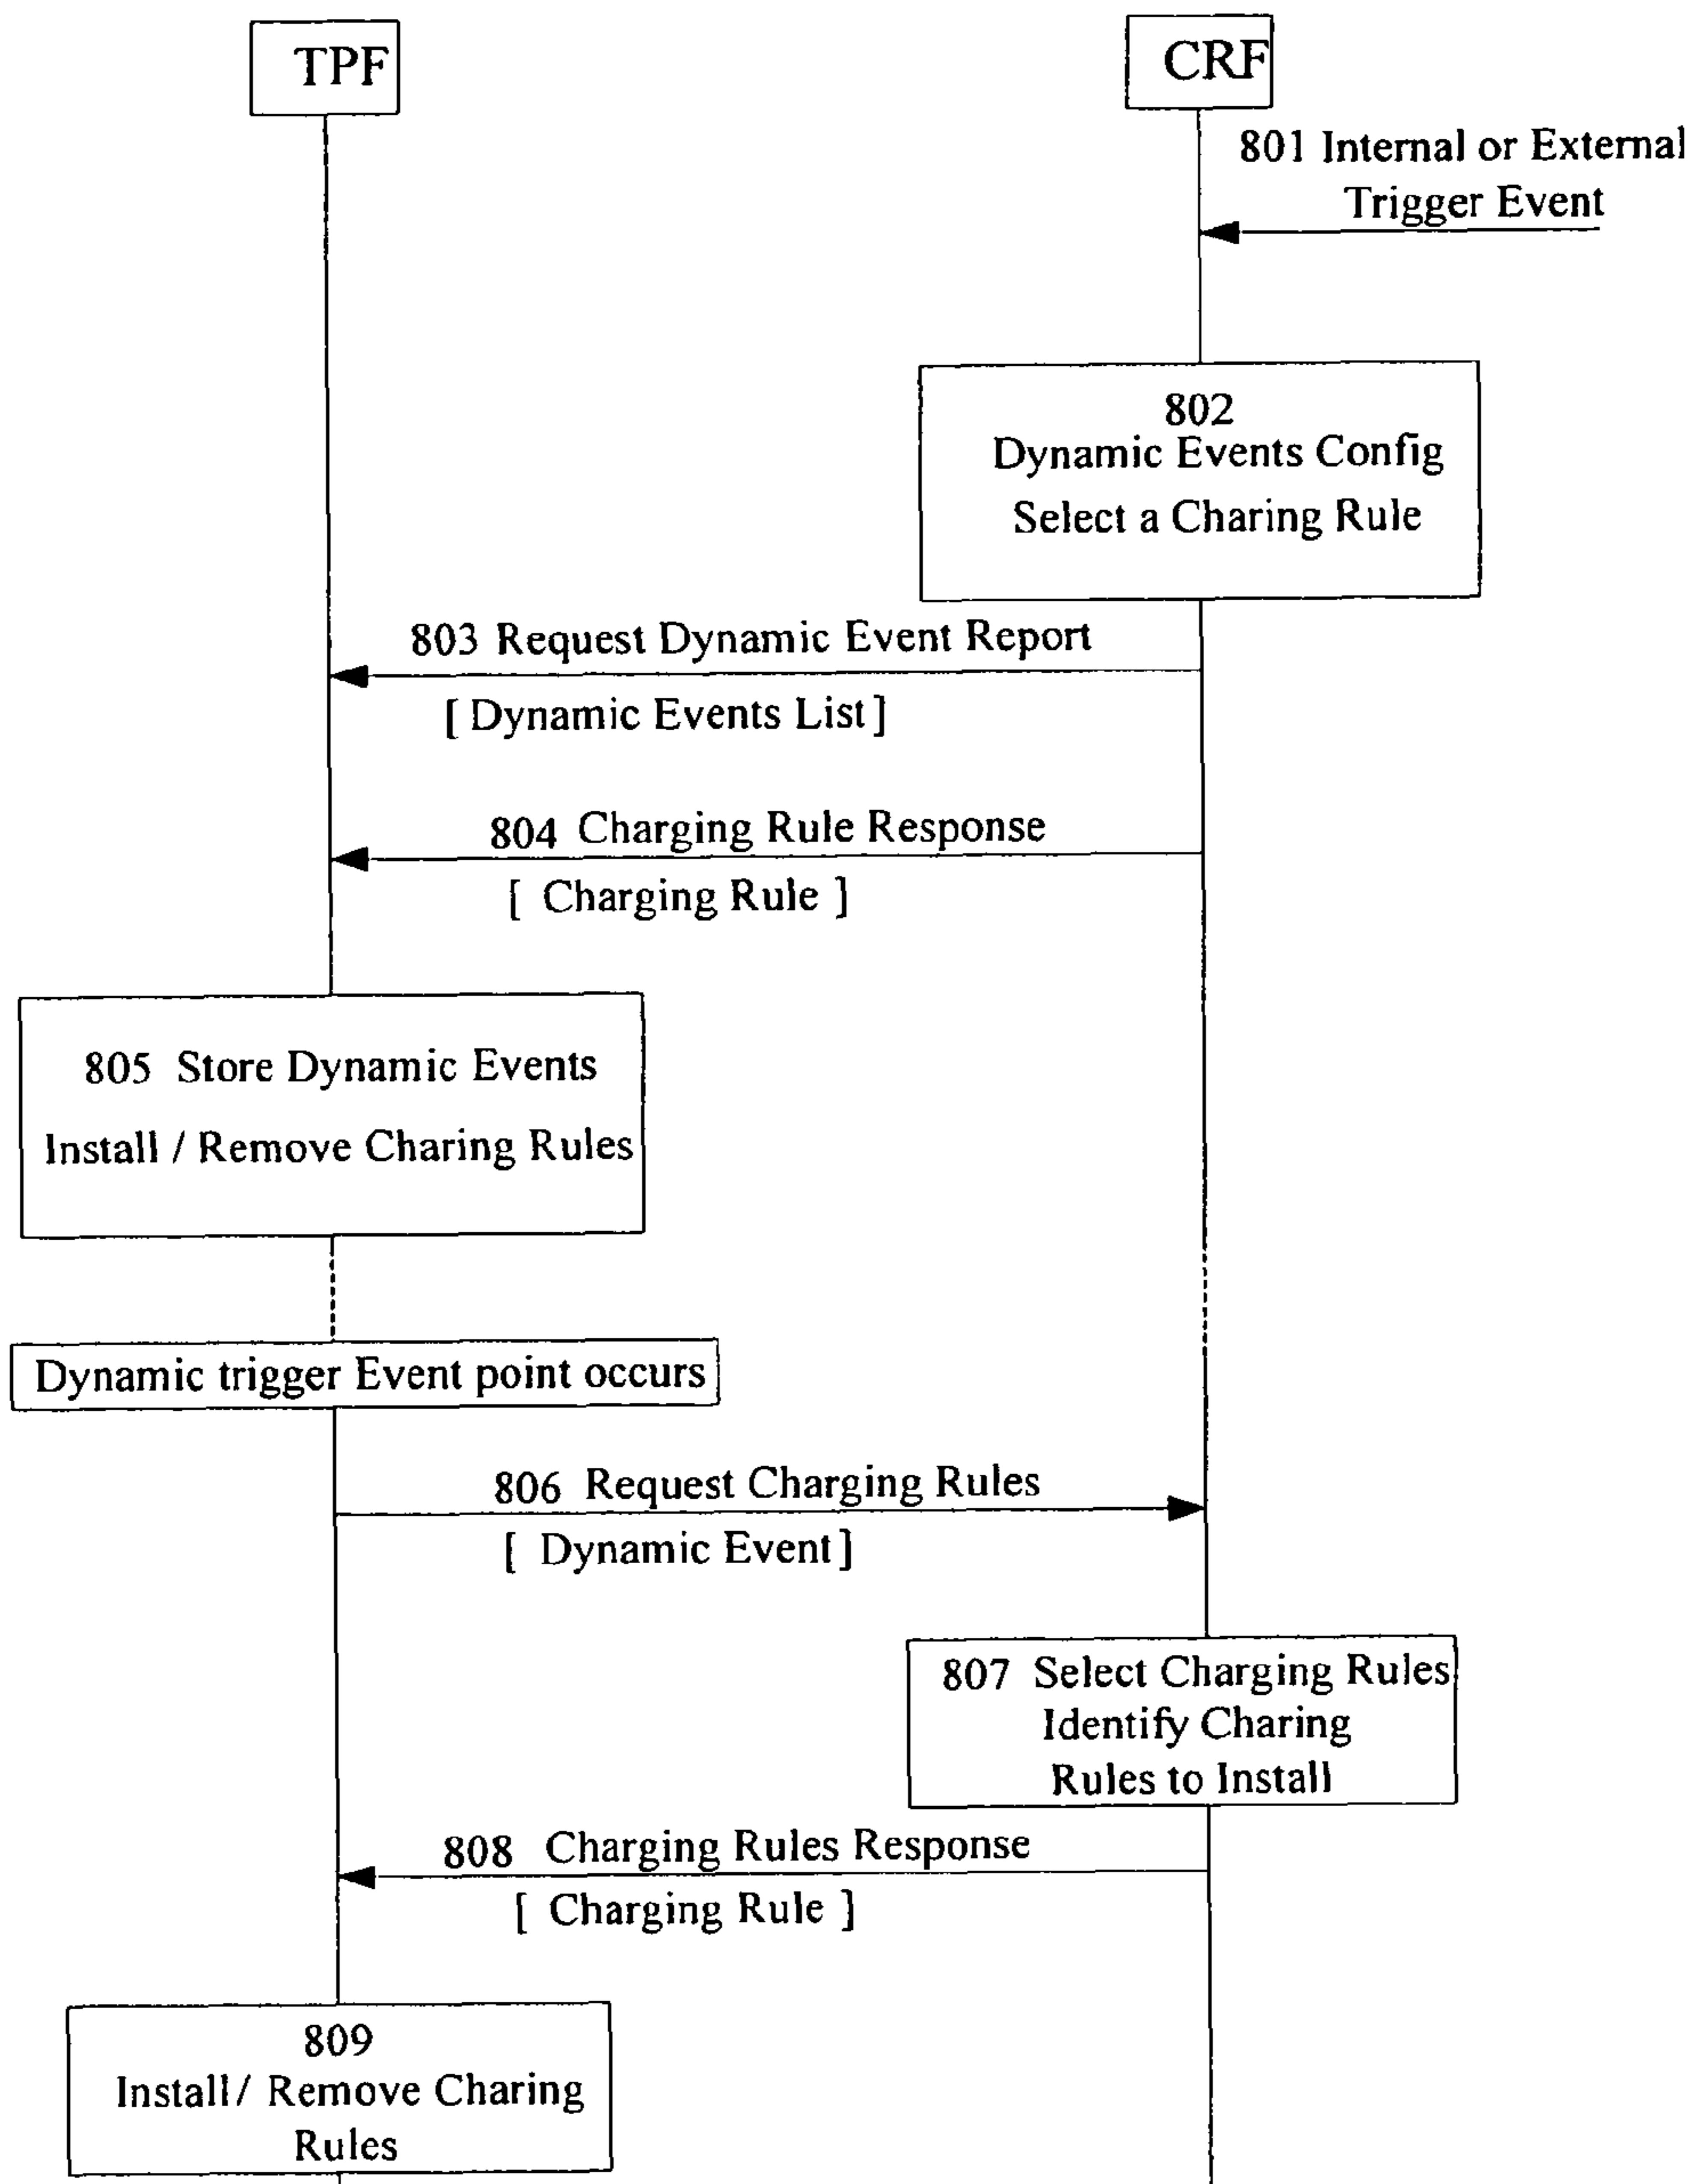 TPF
CRF
801 Internal or External
Trigger Event
802
Dynamic Events Config
Select a Charing Rule
803 Request Dynamic Event Report
[ Dynamic Events List ]
804 Charging Rule Response
[ Charging Rule ]
805 Store Dynamic Events
Install / Remove Charing Rules
Dynamic trigger Event point occurs
806 Request Charging Rules
[ Dynamic Event ]
807 Select Charging Rules
Identify Charing
Rules to Install
808 Charging Rules Response
[ Charging Rule ]
809
Install / Remove Charing
Rules